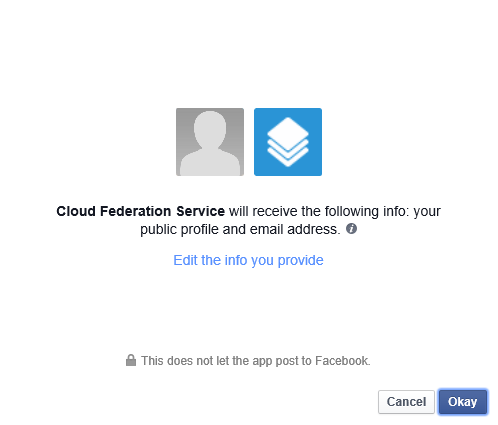 Cloud Federation Service will receive the following info: your
public profile and email address.
Edit the info you provide
This does not let the app post to Facebook.
Cancel Okay